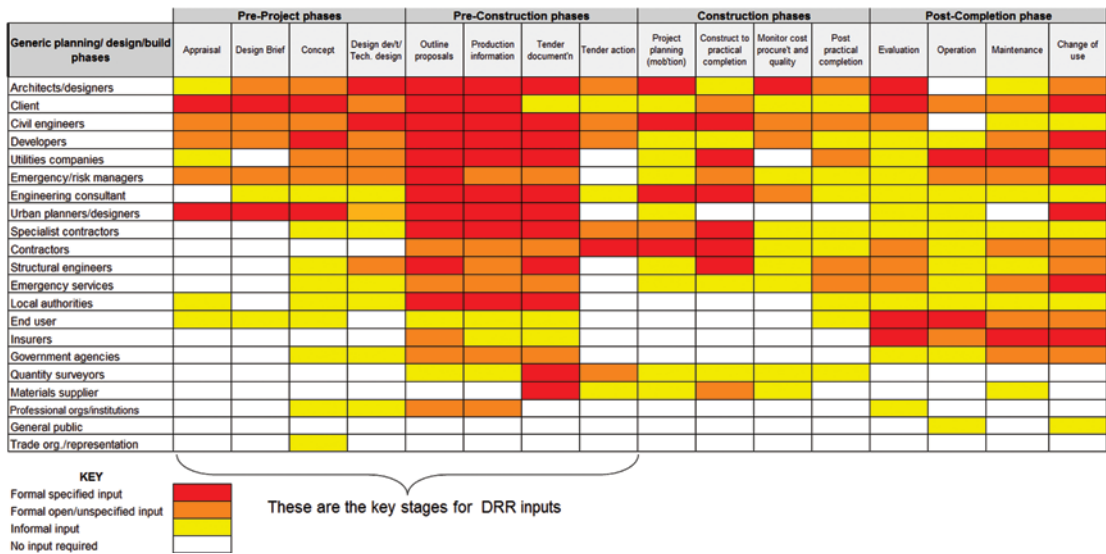 Pre-Project phases Pre-Construction phases Construction phases Post-Completion phase
Generic planning/ design/build phases
Appraisal
Design Brief
Concept
Design dev't/ Tech. design
Outline proposals
Production information
Tender document'n
Tender action
Project planning (mob'tion)
Construct to practical completion
Monitor cost procure't and quality
Post practical completion
Evaluation
Operation
Maintenance
Change of use
Architects/designers
Client
Civil engineers
Developers
Utilities companies
Emergency/risk managers
Engineering consultant
Urban planners/designers
Specialist contractors
Contractors
Structural engineers
Emergency services
Local authorities
End user
Insurers
Government agencies
Quantity surveyors
Materials supplier
Professional orgs/institutions
General public
Trade org./representation
KEY
Formal specified input
Formal open/unspecified input
Informal input
No input required
These are the key stages for DRR inputs